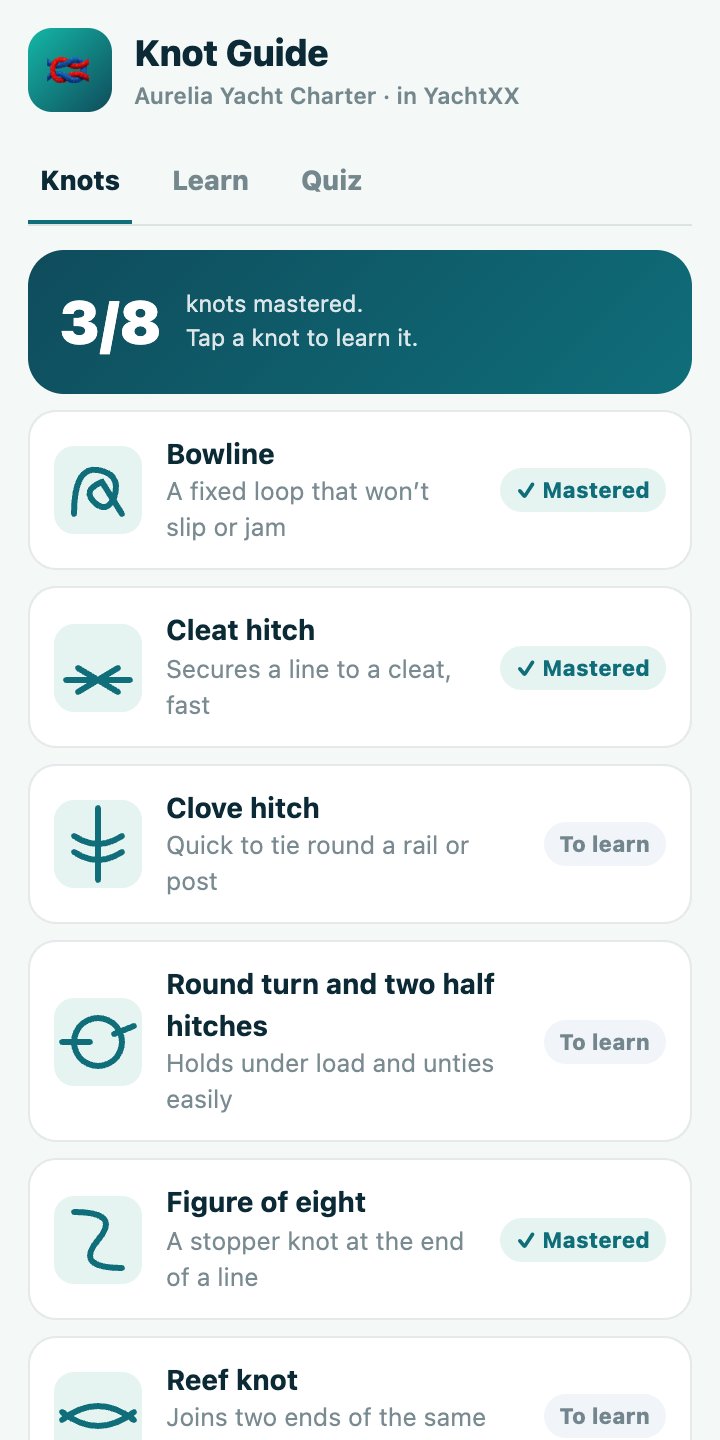 Knot Guide
Aurelia Yacht Charter · in YachtXX
Knots Learn Quiz
3/8
knots mastered.
Tap a knot to learn it.
Bowline
A fixed loop that won’t
slip or jam
✓ Mastered
Cleat hitch
Secures a line to a cleat,
fast
✓ Mastered
Clove hitch
Quick to tie round a rail or
post
To learn
Round turn and two half
hitches
Holds under load and unties
easily
To learn
Figure of eight
A stopper knot at the end
of a line
✓ Mastered
Reef knot
Joins two ends of the same
To learn